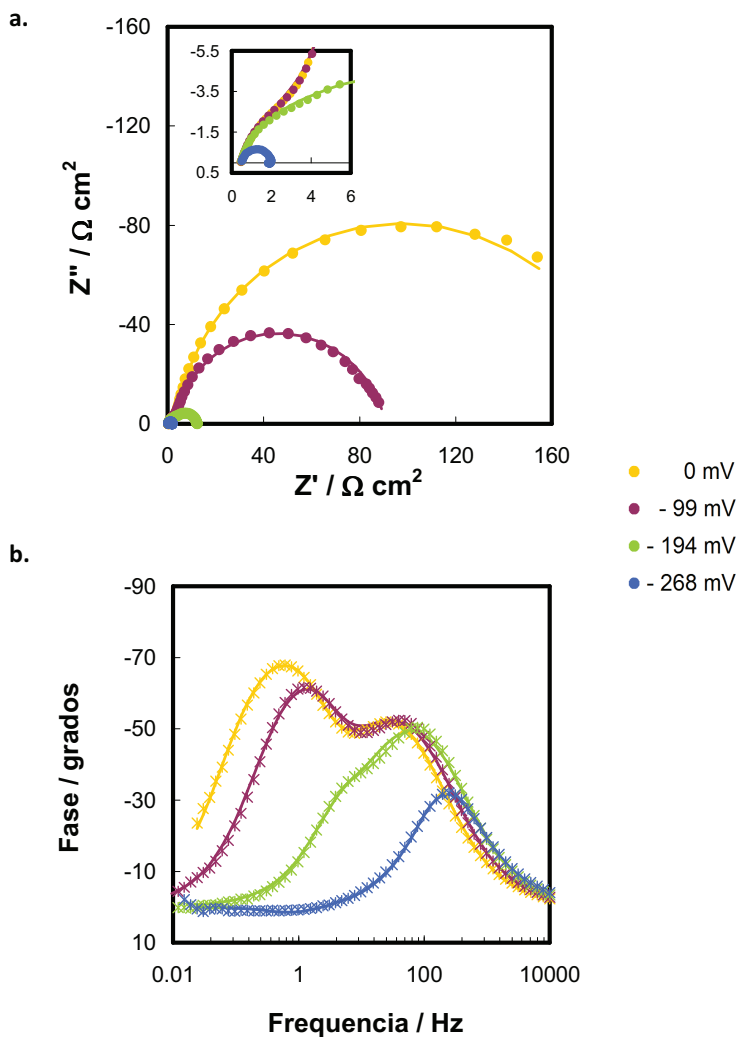 a.
-160
-120
-80
-40
0
Z" / Ω cm2
-5.5
-3.5
-1.5
0.5
0 2 4 6
0 40 80 120 160
Z' / Ω cm2
0 mV
- 99 mV
- 194 mV
- 268 mV
b.
-90
-70
-50
-30
-10
10
Fase / grados
0.01 1 100 10000
Frequencia / Hz